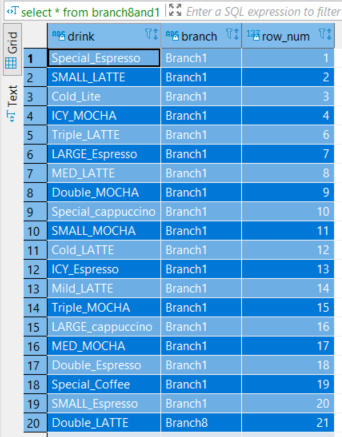 select * from branch8and1 Enter a SQL expression to filter
Grid
Text
drink branch 123 row_num
1 Special_Espresso Branch1 1
2 SMALL_LATTE Branch1 2
3 Cold_Lite Branch1 3
4 ICY_MOCHA Branch1 4
5 Triple_LATTE Branch1 6
6 LARGE_Espresso Branch1 7
7 MED_LATTE Branch1 8
8 Double_MOCHA Branch1 9
9 Special_cappuccino Branch1 10
10 SMALL_MOCHA Branch1 11
11 Cold_LATTE Branch1 12
12 ICY_Espresso Branch1 13
13 Mild_LATTE Branch1 14
14 Triple_MOCHA Branch1 15
15 LARGE_cappuccino Branch1 16
16 MED_MOCHA Branch1 17
17 Double_Espresso Branch1 18
18 Special_Coffee Branch1 19
19 SMALL_Espresso Branch1 20
20 Double_LATTE Branch8 21